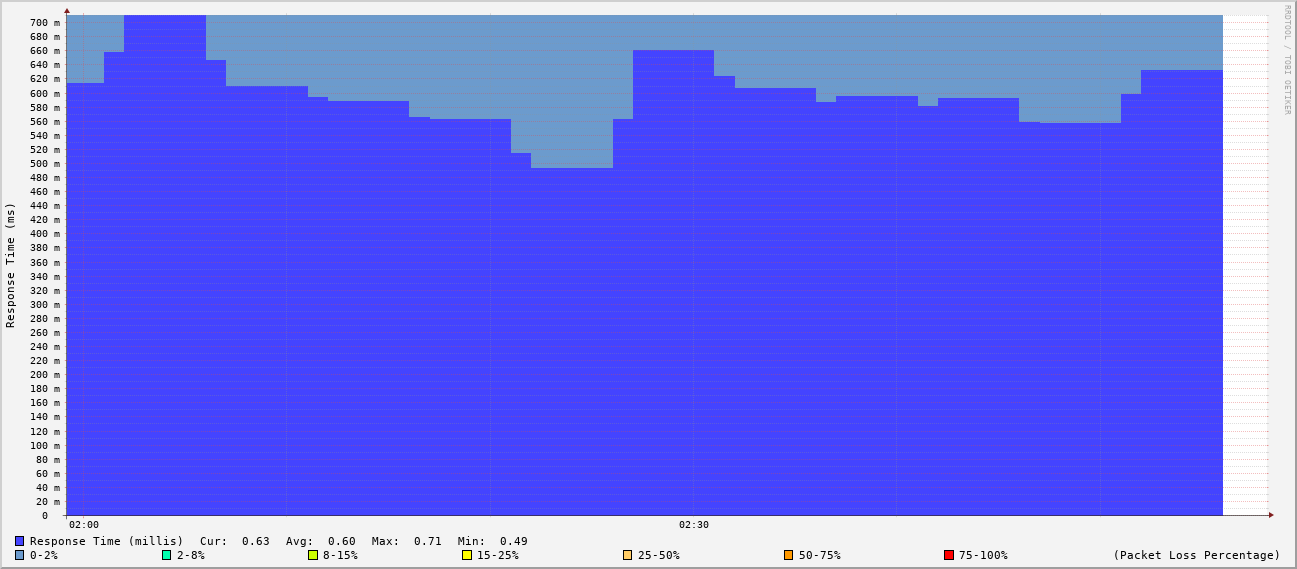 RRDTOOL / TOBI OETIKER
Response Time (ms)
700 m
680 m
660 m
640 m
620 m
600 m
580 m
560 m
540 m
520 m
500 m
480 m
460 m
440 m
420 m
400 m
380 m
360 m
340 m
320 m
300 m
280 m
260 m
240 m
220 m
200 m
180 m
160 m
140 m
120 m
100 m
80 m
60 m
40 m
20 m
0
02:00 02:30
Response Time (millis) Cur: 0.63 Avg: 0.60 Max: 0.71 Min: 0.49
0-2% 2-8% 8-15% 15-25% 25-50% 50-75% 75-100% (Packet Loss Percentage)